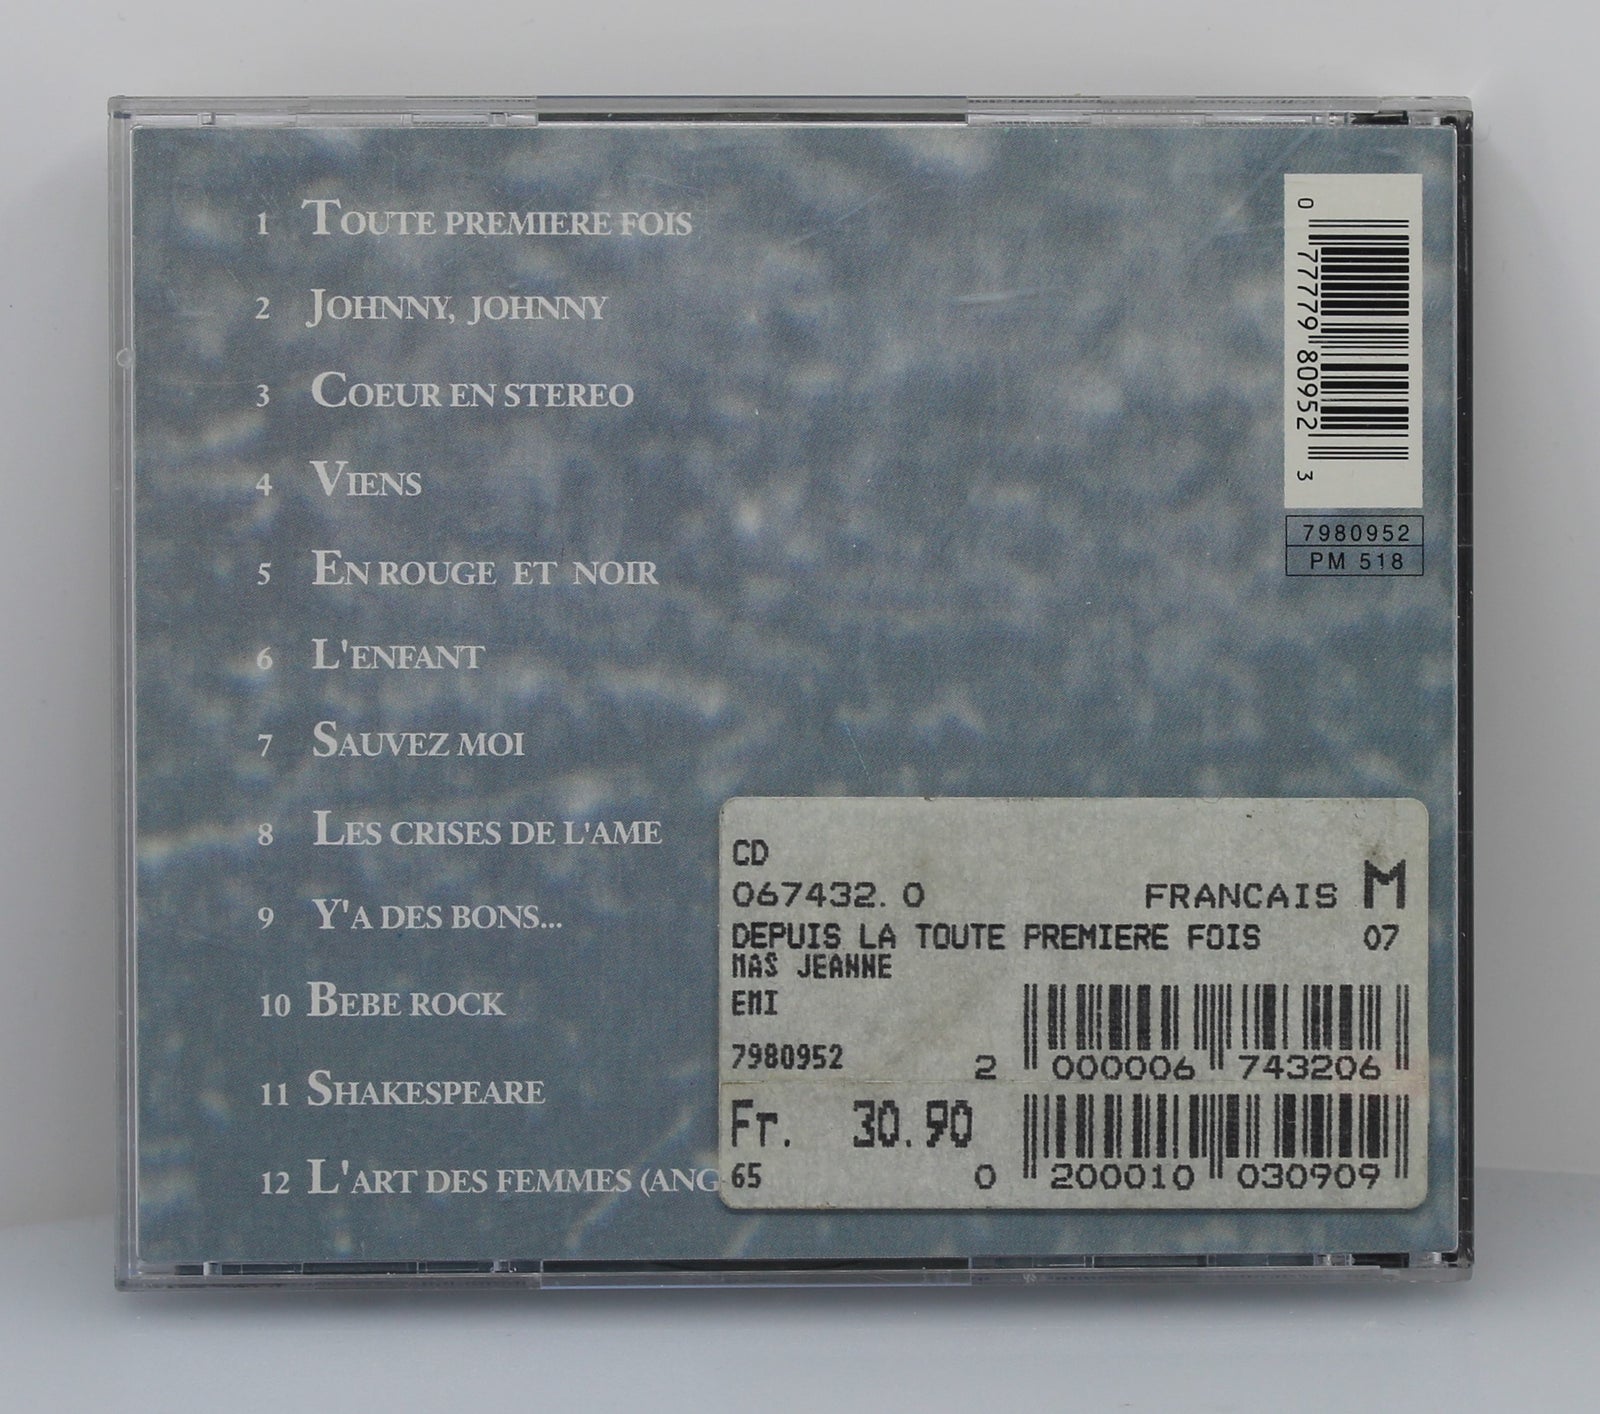 1 TOUTE PREMIERE FOIS
2 JOHNNY, JOHNNY
3 COEUR EN STEREO
4 VIENS
5 EN ROUGE ET NOIR
6 L'ENFANT
7 SAUVEZ MOI
8 LES CRISES DE L'AME
9 Y'A DES BONS...
10 BEBE ROCK
11 SHAKESPEARE
12 L'ART DES FEMMES (ANG
0 77779 80952 3
7980952
PM 518
CD
067432.0 FRANCAIS M
DEPUIS LA TOUTE PREMIERE FOIS 07
MAS JEANNE
EMI
7980952
2 000006 743206
Fr. 30.90
65
0 200010 030909